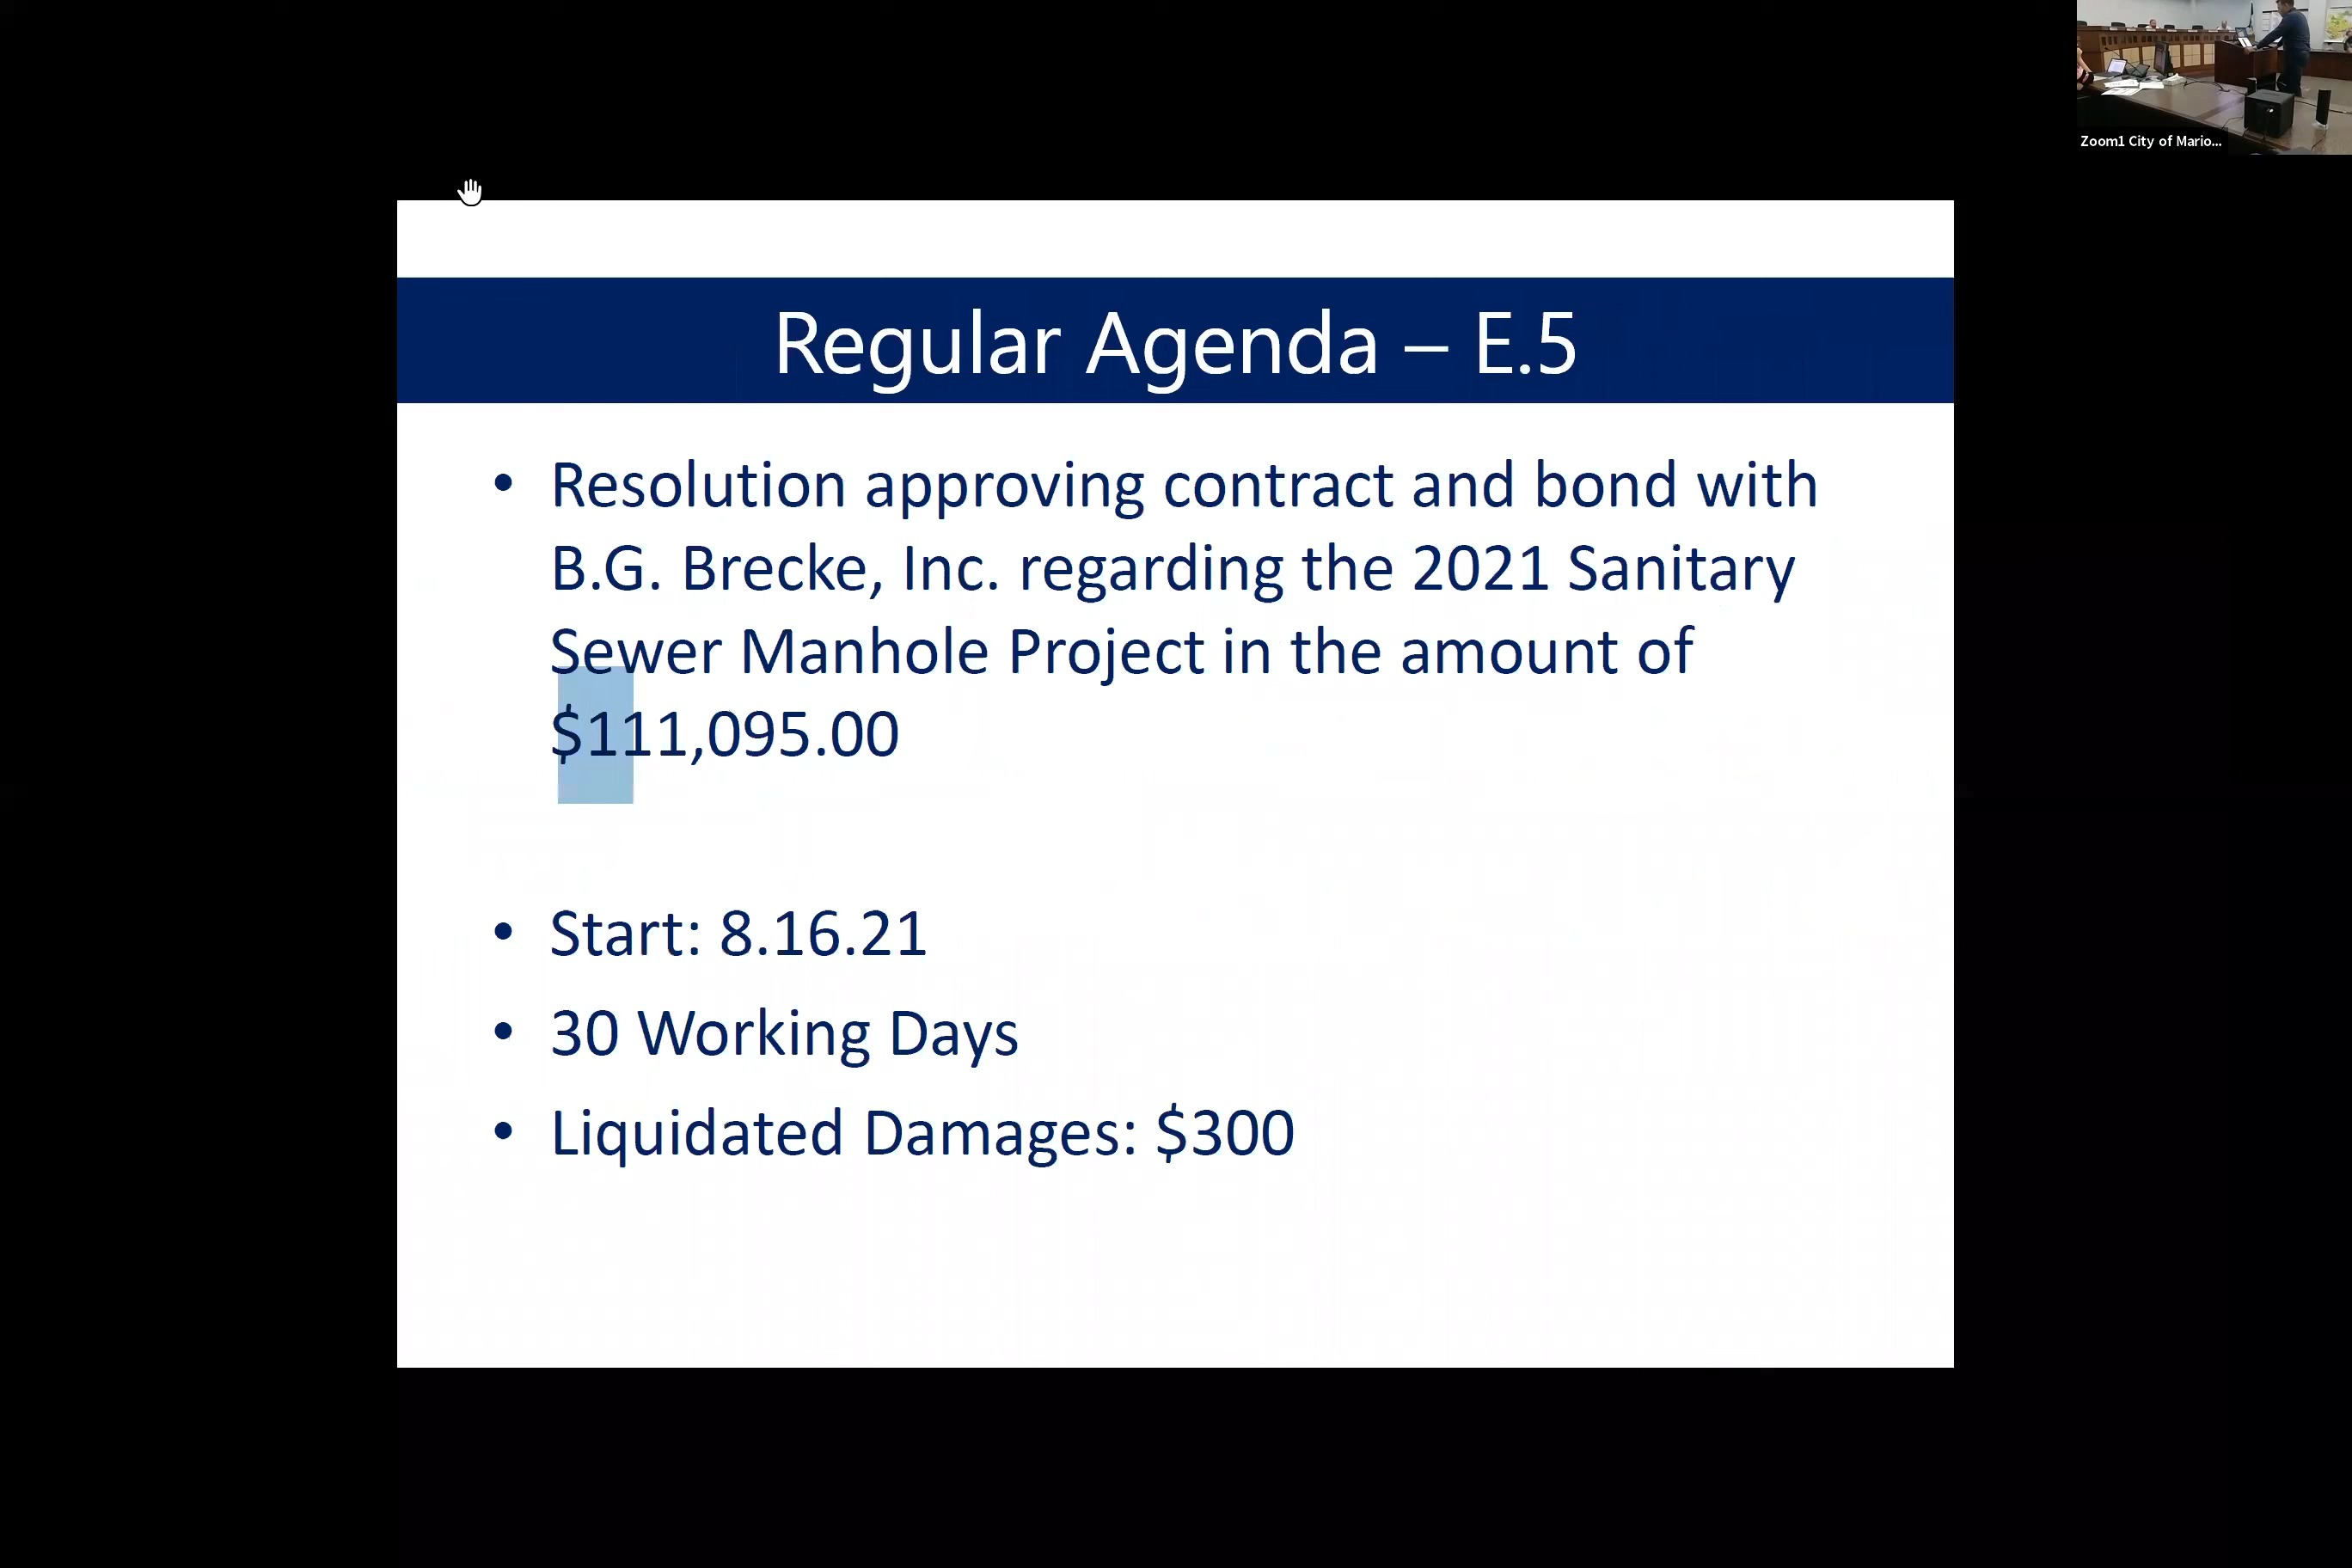 Zoom1 City of Mario...
Regular Agenda – E.5
• Resolution approving contract and bond with
B.G. Brecke, Inc. regarding the 2021 Sanitary
Sewer Manhole Project in the amount of
$111,095.00
• Start: 8.16.21
• 30 Working Days
• Liquidated Damages: $300